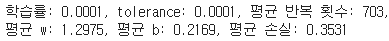 학습률: 0.0001, tolerance: 0.0001, 평균 반복 횟수: 703,
평균 w: 1.2975, 평균 b: 0.2169, 평균 손실: 0.3531